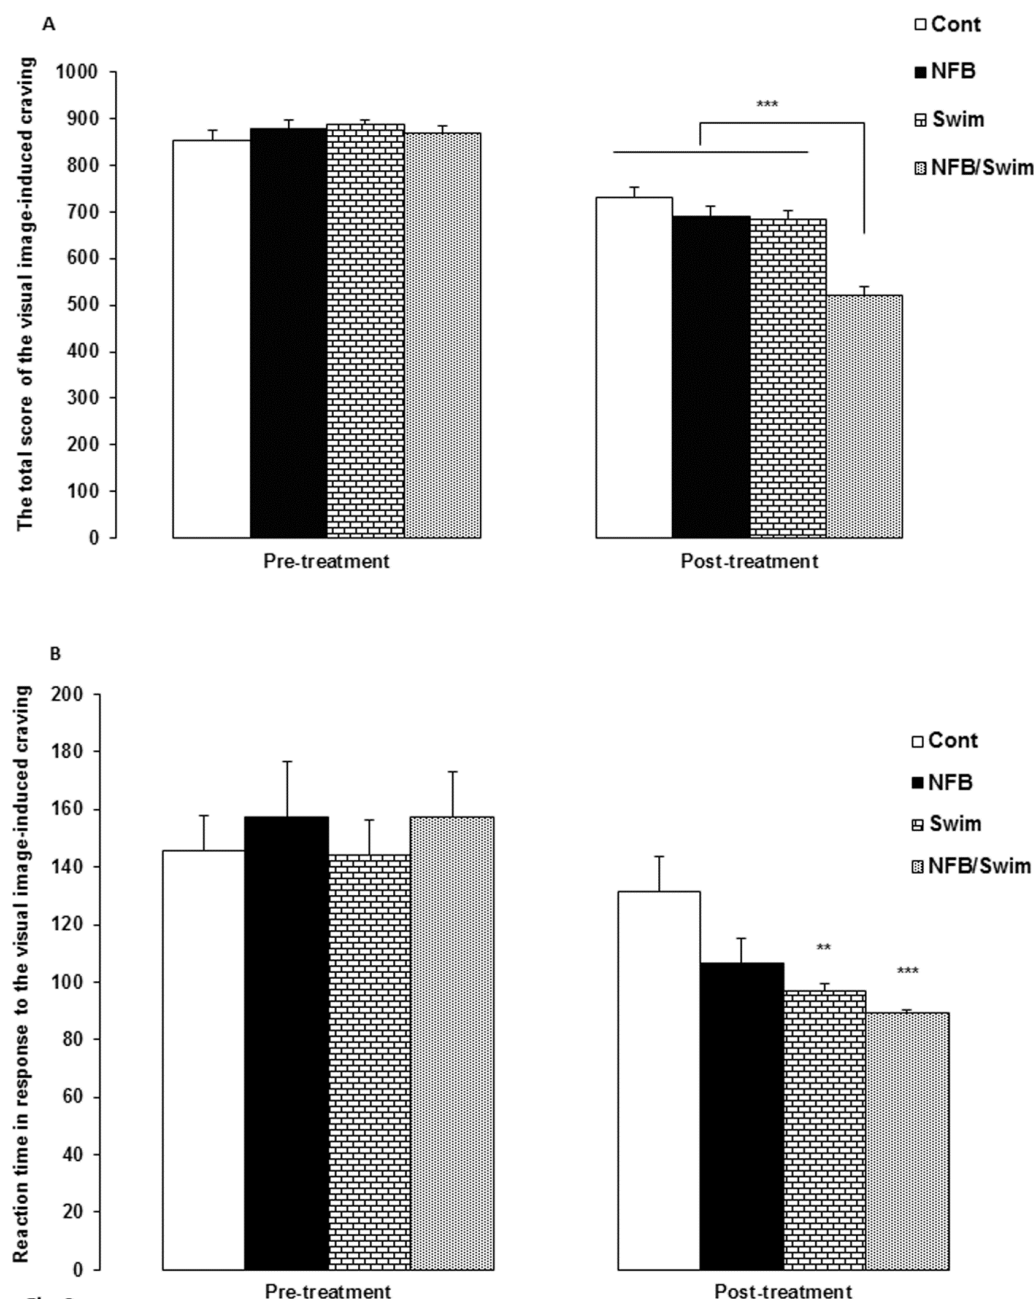 A
Cont
NFB
Swim
NFB/Swim
The total score of the visual image-induced craving
1000
900
800
700
600
500
400
300
200
100
0
***
Pre-treatment
Post-treatment
B
Reaction time in response to the visual image-induced craving
200
180
160
140
120
100
80
60
40
20
0
Cont
NFB
Swim
NFB/Swim
**
***
Pre-treatment
Post-treatment